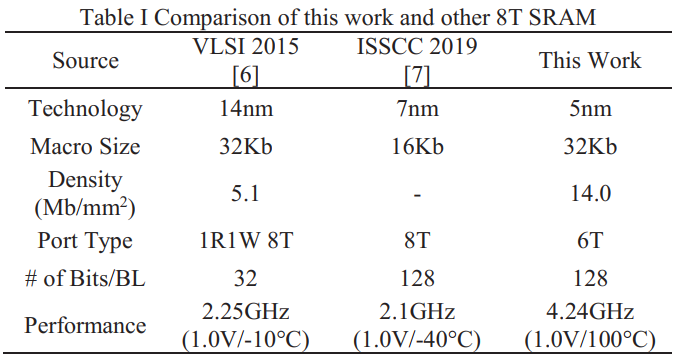 Table I Comparison of this work and other 8T SRAM
Source VLSI 2015 [6] ISSCC 2019 [7] This Work
Technology 14nm 7nm 5nm
Macro Size 32Kb 16Kb 32Kb
Density (Mb/mm²) 5.1 - 14.0
Port Type 1R1W 8T 8T 6T
# of Bits/BL 32 128 128
Performance 2.25GHz (1.0V/-10°C) 2.1GHz (1.0V/-40°C) 4.24GHz (1.0V/100°C)